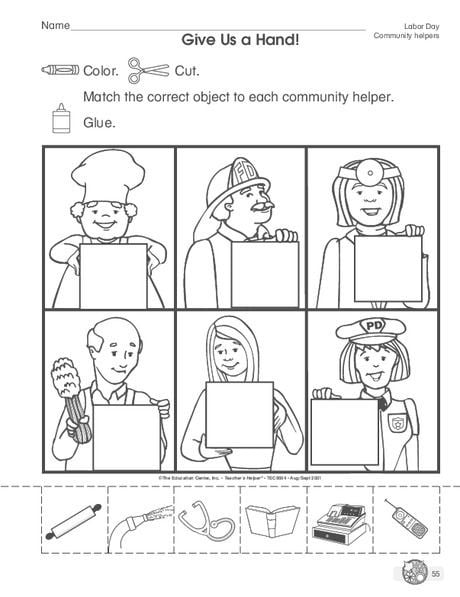 Name
Labor Day
Community helpers
Give Us a Hand!
Color. Cut.
Match the correct object to each community helper.
Glue.
FD
PD
©The Education Center, Inc. • Teacher's Helper® • TEC8504 • Aug/Sept 2001
55